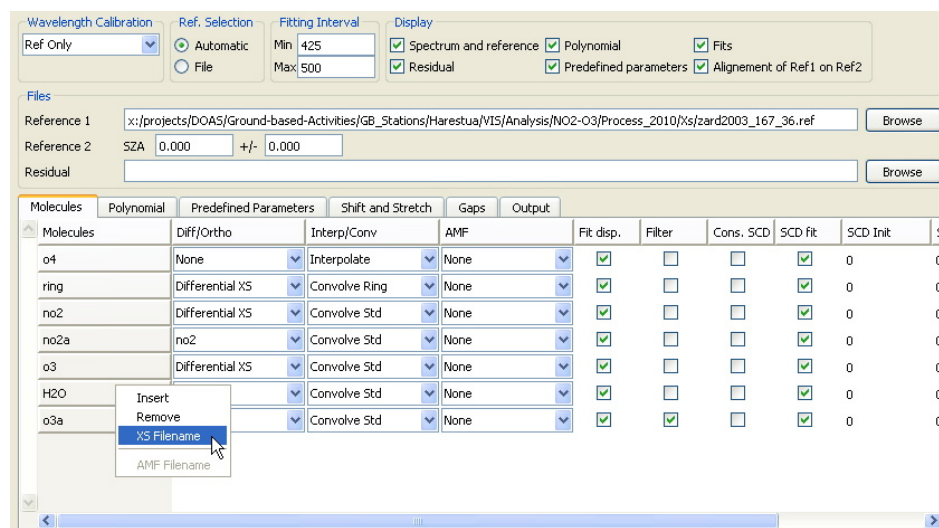 Wavelength Calibration Ref. Selection Fitting Interval Display
Ref Only Automatic Min 425 Spectrum and reference Polynomial Fits
File Max 500 Residual Predefined parameters Alignement of Ref1 on Ref2
Files
Reference 1 x:/projects/DOAS/Ground-based-Activities/GB_Stations/Harestua/VIS/Analysis/NO2-O3/Process_2010/Xs/zard2003_167_36.ref Browse
Reference 2 SZA 0.000 +/- 0.000
Residual Browse
Molecules Polynomial Predefined Parameters Shift and Stretch Gaps Output
Molecules Diff/Ortho Interp/Conv AMF Fit disp. Filter Cons. SCD SCD fit SCD Init
o4 None Interpolate None 0
ring Differential XS Convolve Ring None 0
no2 Differential XS Convolve Std None 0
no2a no2 Convolve Std None 0
o3 Differential XS Convolve Std None 0
H2O Convolve Std None 0
o3a Convolve Std None 0
Insert
Remove
XS Filename
AMF Filename